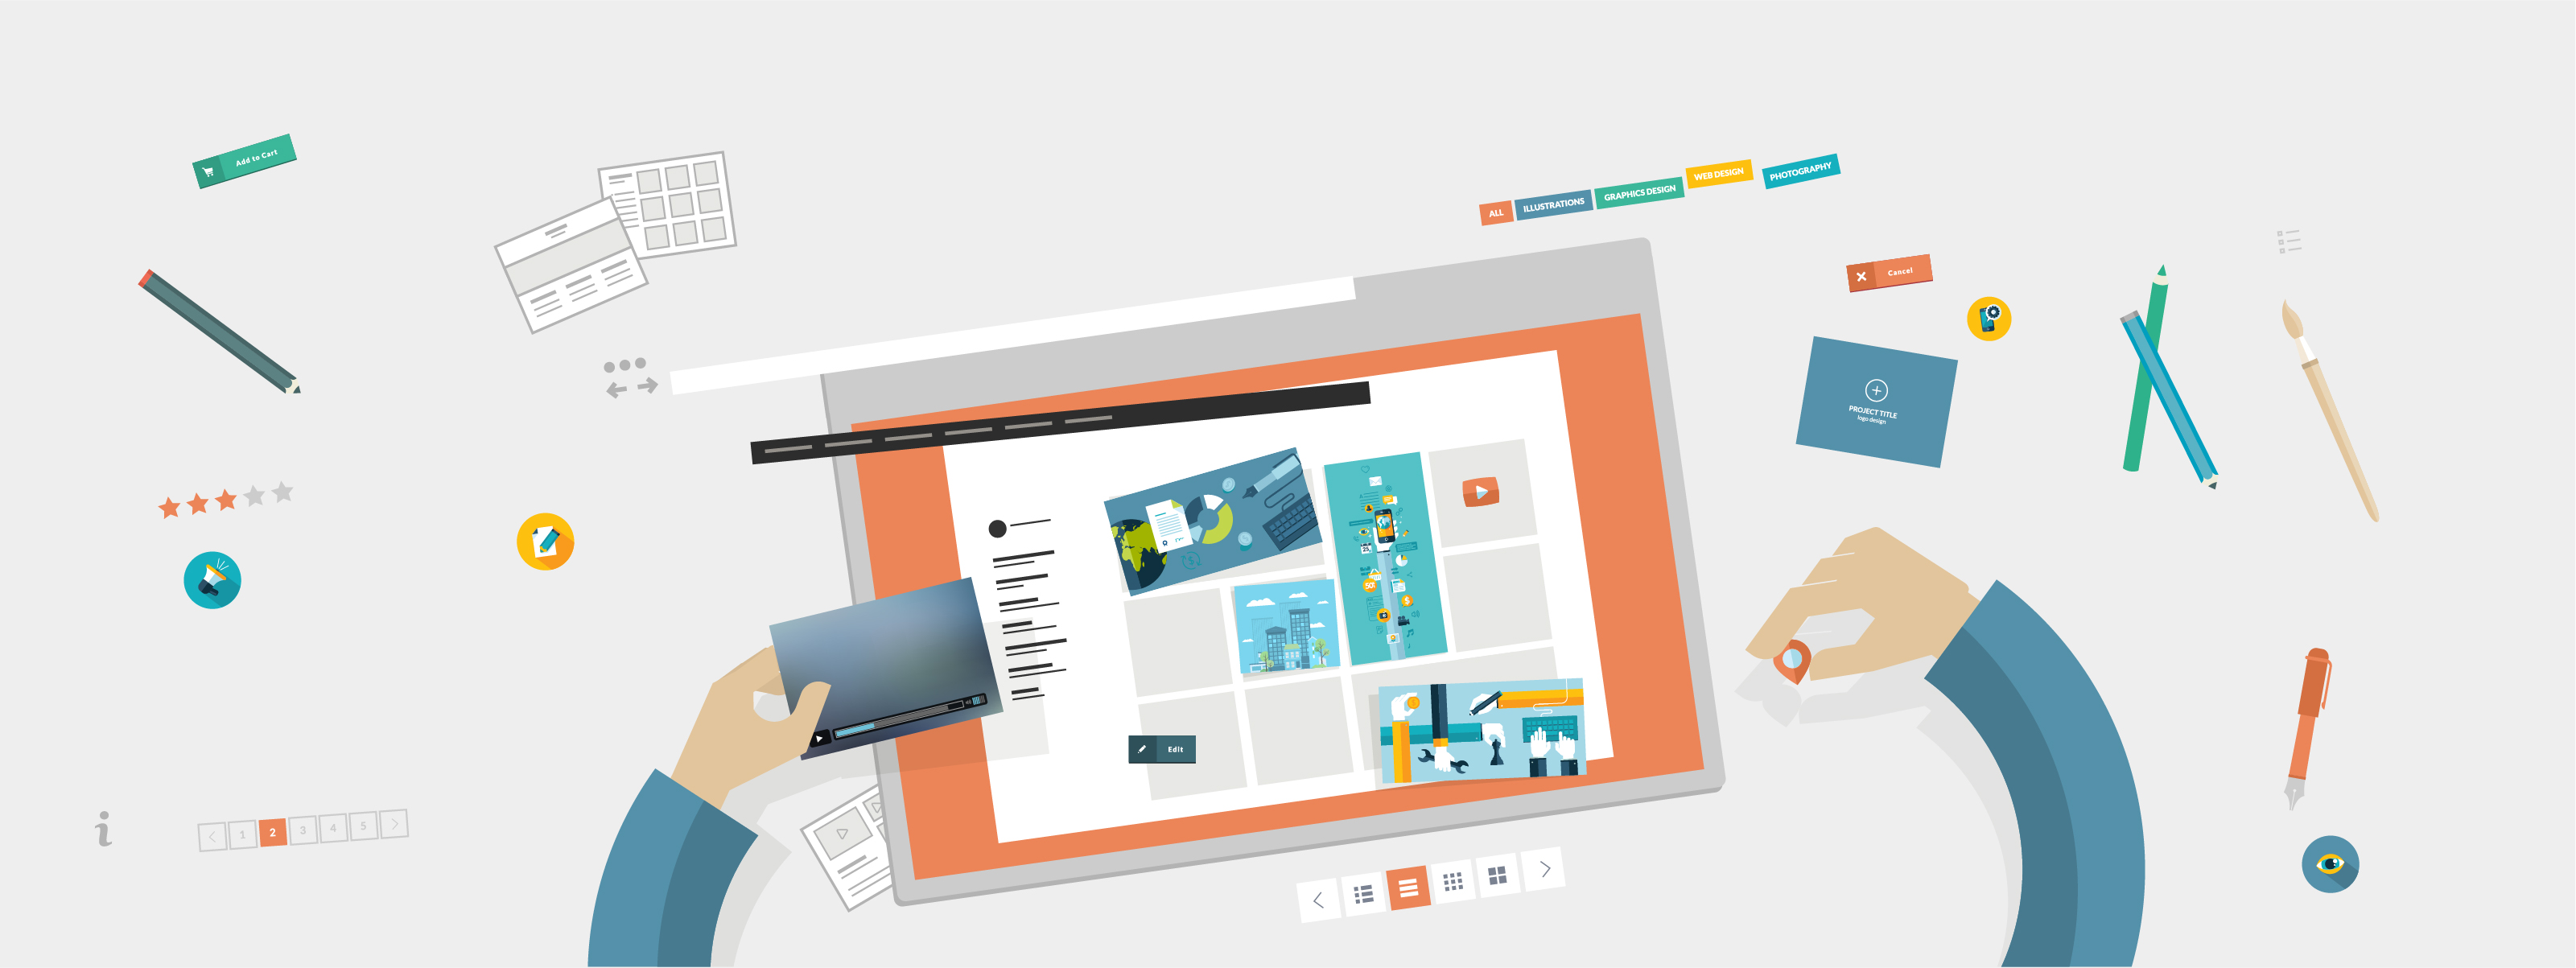 Add to Cart
ALL
ILLUSTRATIONS
GRAPHICS DESIGN
WEB DESIGN
PHOTOGRAPHY
Cancel
PROJECT TITLE
logo design
Edit
i
1
2
3
4
5